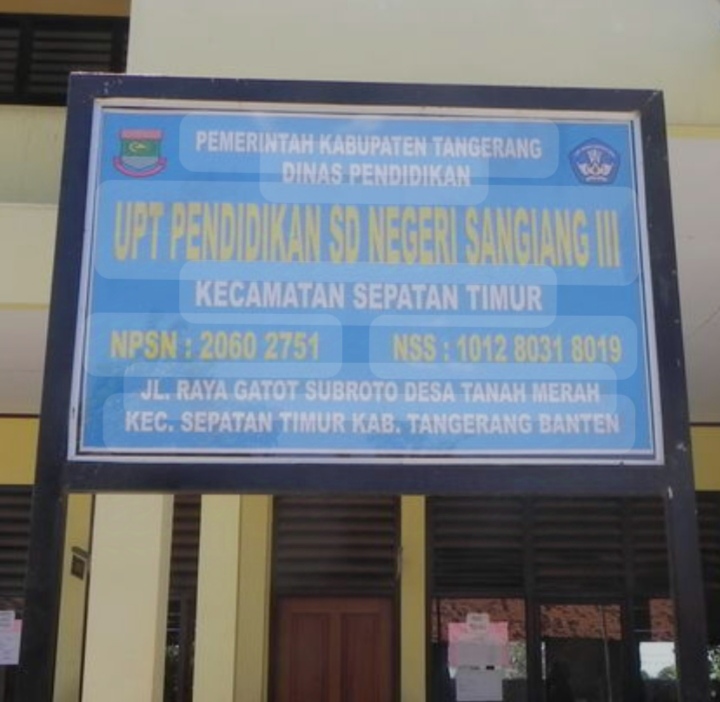 PEMERINTAH KABUPATEN TANGERANG
DINAS PENDIDIKAN
UPT PENDIDIKAN SD NEGERI SANGIANG III
KECAMATAN SEPATAN TIMUR
NPSN : 2060 2751 NSS : 1012 8031 8019
JL. RAYA GATOT SUBROTO DESA TANAH MERAH
KEC. SEPATAN TIMUR KAB. TANGERANG BANTEN